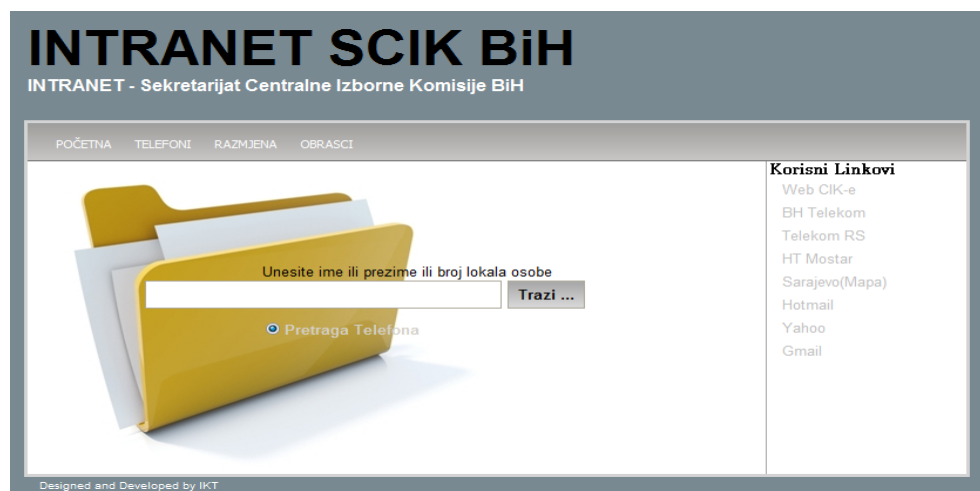 INTRANET SCIK BiH
INTRANET - Sekretarijat Centralne Izborne Komisije BiH
POČETNA TELEFONI RAZMJENA OBRASCI
Unesite ime ili prezime ili broj lokala osobe
Trazi ...
Pretraga Telefona
Korisni Linkovi
Web CIK-e
BH Telekom
Telekom RS
HT Mostar
Sarajevo(Mapa)
Hotmail
Yahoo
Gmail
Designed and Developed by IKT